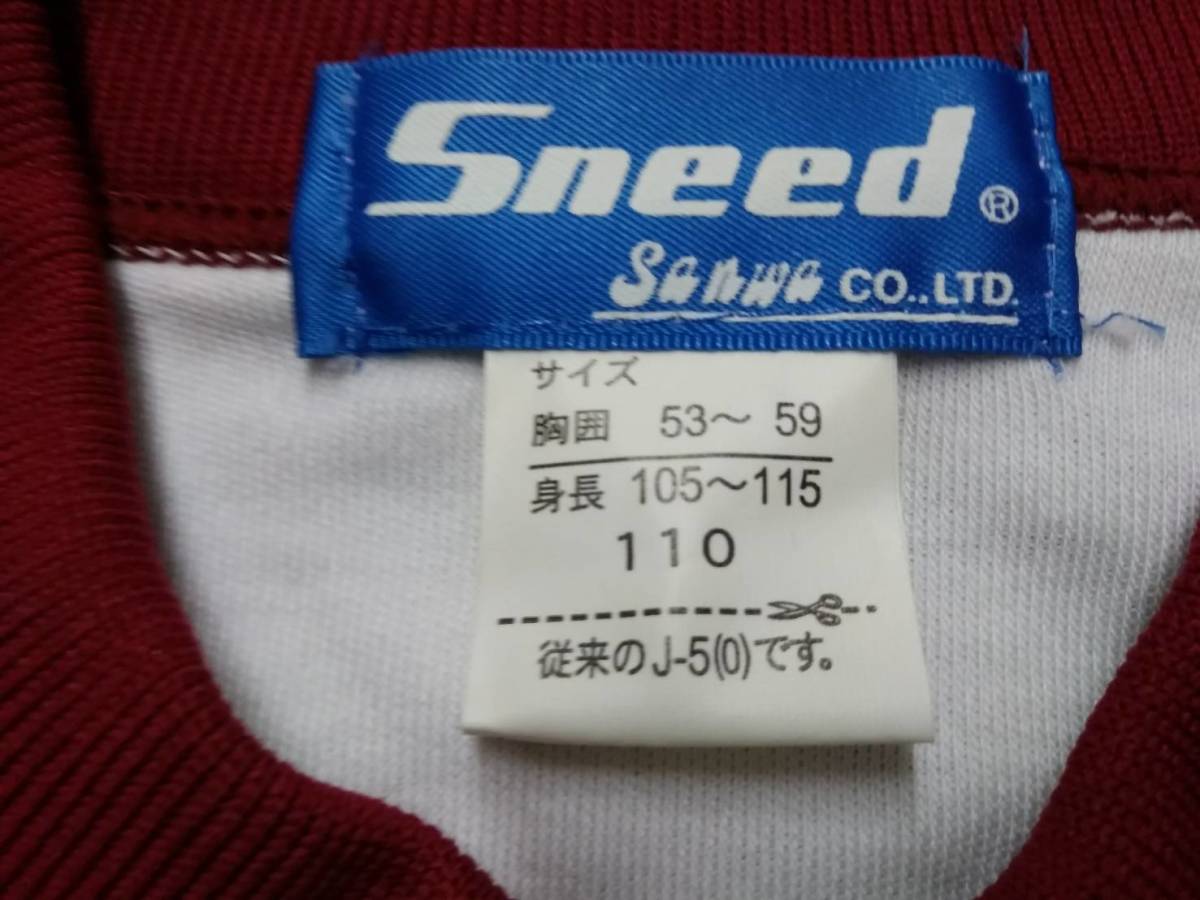 Sneed ®
Sanwa CO.,LTD.
サイズ
胸囲 53～59
身長 105～115
110
従来のJ-5(0)です。